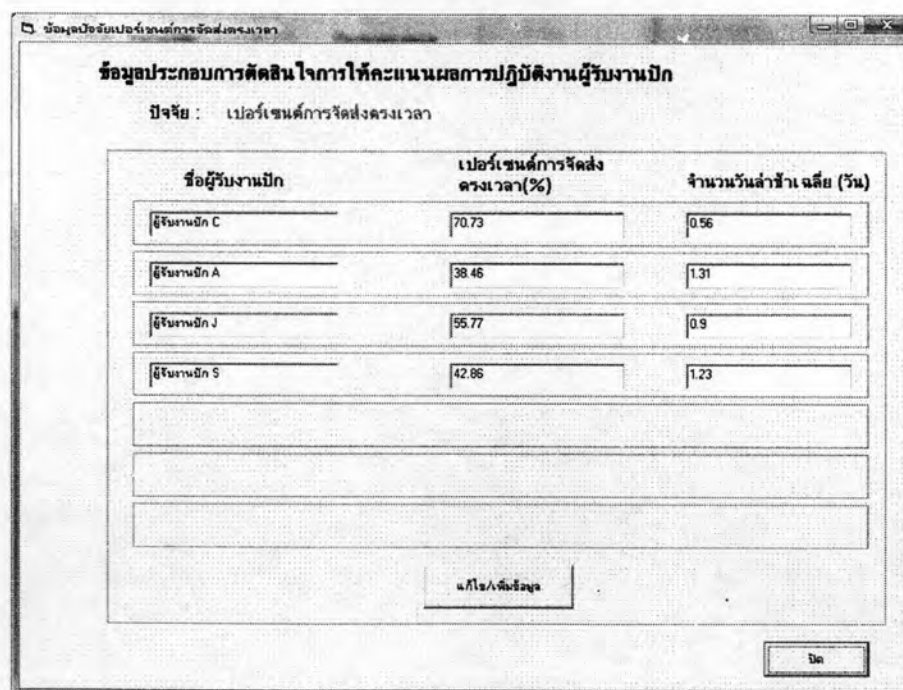 ข้อมูลปัจจัยเปอร์เซนต์การจัดส่งตรงเวลา
ข้อมูลประกอบการตัดสินใจการให้คะแนนผลการปฏิบัติงานผู้รับงานปัก
ปัจจัย : เปอร์เซนต์การจัดส่งตรงเวลา
ชื่อผู้รับงานปัก เปอร์เซนต์การจัดส่ง ตรงเวลา(%) จำนวนวันล่าช้าเฉลี่ย (วัน)
ผู้รับงานปัก C 70.73 0.56
ผู้รับงานปัก A 38.46 1.31
ผู้รับงานปัก J 55.77 0.9
ผู้รับงานปัก S 42.86 1.23
แก้ไข/เพิ่มข้อมูล
ปิด